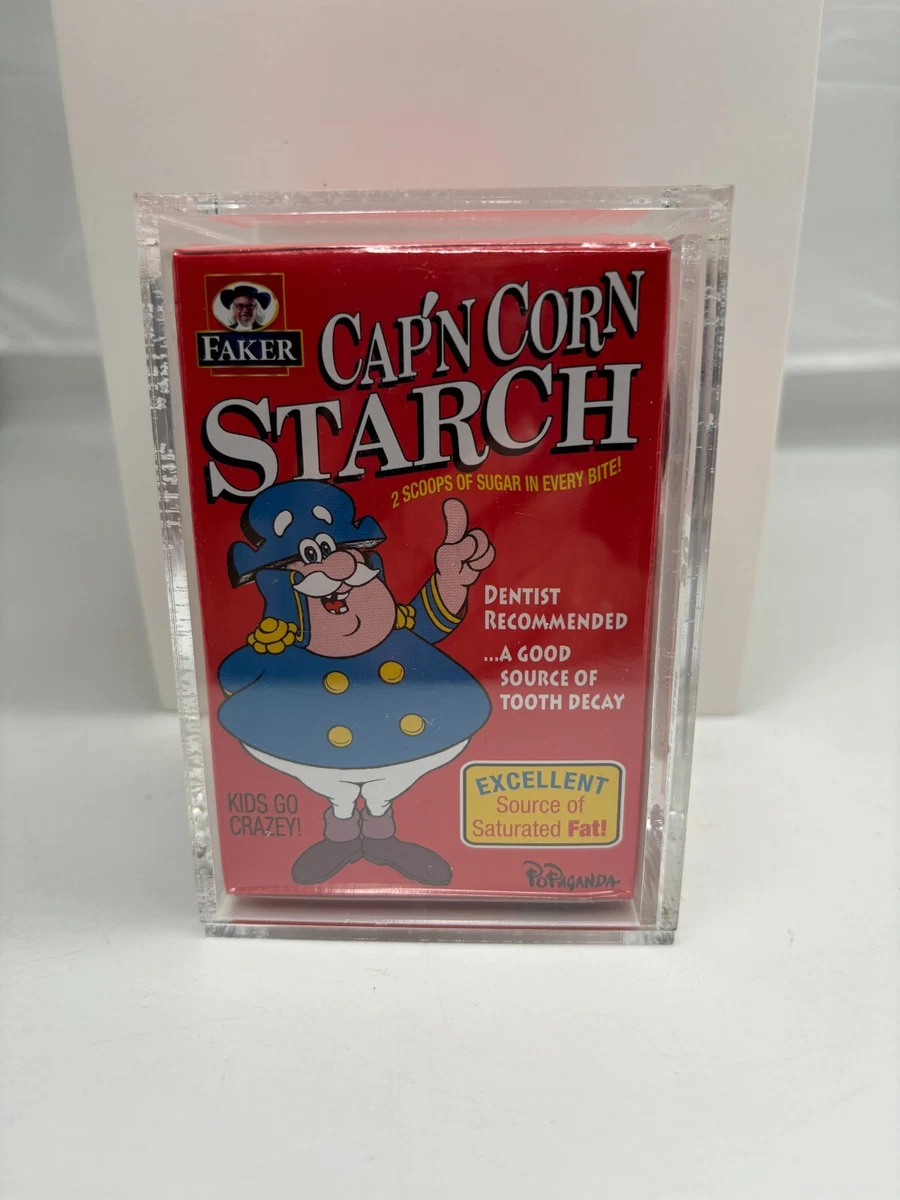 FAKER
CAP'N CORN
STARCH
2 SCOOPS OF SUGAR IN EVERY BITE!
DENTIST
RECOMMENDED
...A GOOD
SOURCE OF
TOOTH DECAY
EXCELLENT
Source of
Saturated Fat!
KIDS GO
CRAZEY!
POPAGANDA